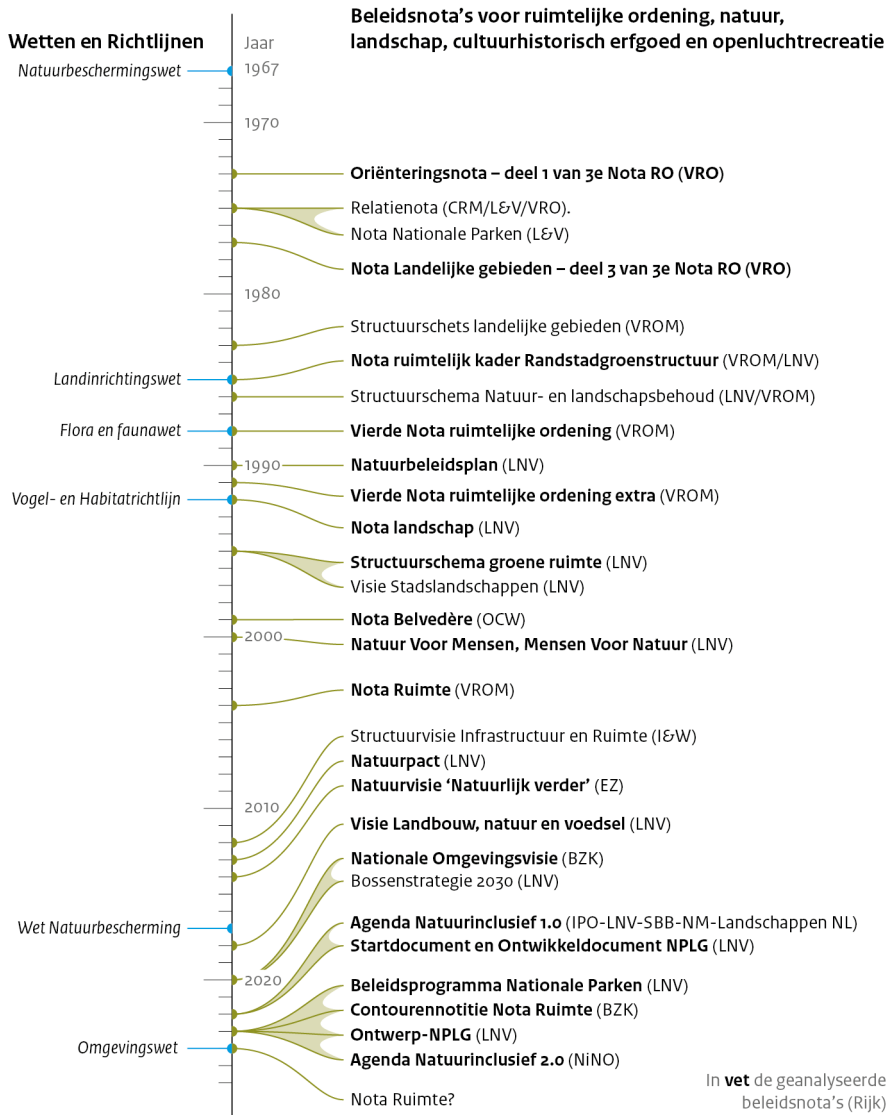 Beleidsnota's voor ruimtelijke ordening, natuur,
landschap, cultuurhistorisch erfgoed en openluchtrecreatie
Wetten en Richtlijnen
Jaar
Natuurbeschermingswet
1967
1970
Oriënteringsnota – deel 1 van 3e Nota RO (VRO)
Relatienota (CRM/L&V/VRO).
Nota Nationale Parken (L&V)
Nota Landelijke gebieden – deel 3 van 3e Nota RO (VRO)
1980
Structuurschets landelijke gebieden (VROM)
Nota ruimtelijk kader Randstadgroenstructuur (VROM/LNV)
Landinrichtingswet
Structuurschema Natuur- en landschapsbehoud (LNV/VROM)
Flora en faunawet
Vierde Nota ruimtelijke ordening (VROM)
1990
Natuurbeleidsplan (LNV)
Vierde Nota ruimtelijke ordening extra (VROM)
Vogel- en Habitatrichtlijn
Nota landschap (LNV)
Structuurschema groene ruimte (LNV)
Visie Stadslandschappen (LNV)
Nota Belvedère (OCW)
2000
Natuur Voor Mensen, Mensen Voor Natuur (LNV)
Nota Ruimte (VROM)
Structuurvisie Infrastructuur en Ruimte (I&W)
Natuurpact (LNV)
Natuurvisie ‘Natuurlijk verder’ (EZ)
2010
Visie Landbouw, natuur en voedsel (LNV)
Nationale Omgevingsvisie (BZK)
Bossenstrategie 2030 (LNV)
Agenda Natuurinclusief 1.0 (IPO-LNV-SBB-NM-Landschappen NL)
Wet Natuurbescherming
Startdocument en Ontwikkeldocument NPLG (LNV)
2020
Beleidsprogramma Nationale Parken (LNV)
Contourennotitie Nota Ruimte (BZK)
Ontwerp-NPLG (LNV)
Omgevingswet
Agenda Natuurinclusief 2.0 (NiNO)
Nota Ruimte?
In vet de geanalyseerde
beleidsnota's (Rijk)